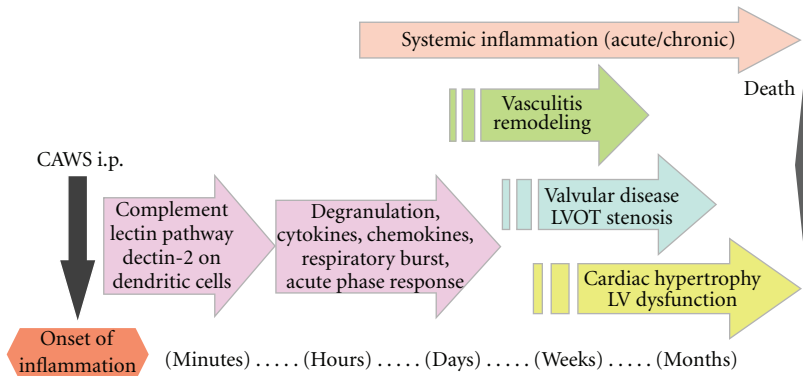 Systemic inflammation (acute/chronic)
Death
Vasculitis
remodeling
CAWS i.p.
Complement
lectin pathway
dectin-2 on
dendritic cells
Degranulation,
cytokines, chemokines,
respiratory burst,
acute phase response
Valvular disease
LVOT stenosis
Cardiac hypertrophy
LV dysfunction
Onset of
inflammation
(Minutes) . . . . . (Hours) . . . . . (Days) . . . . . (Weeks) . . . . . (Months)